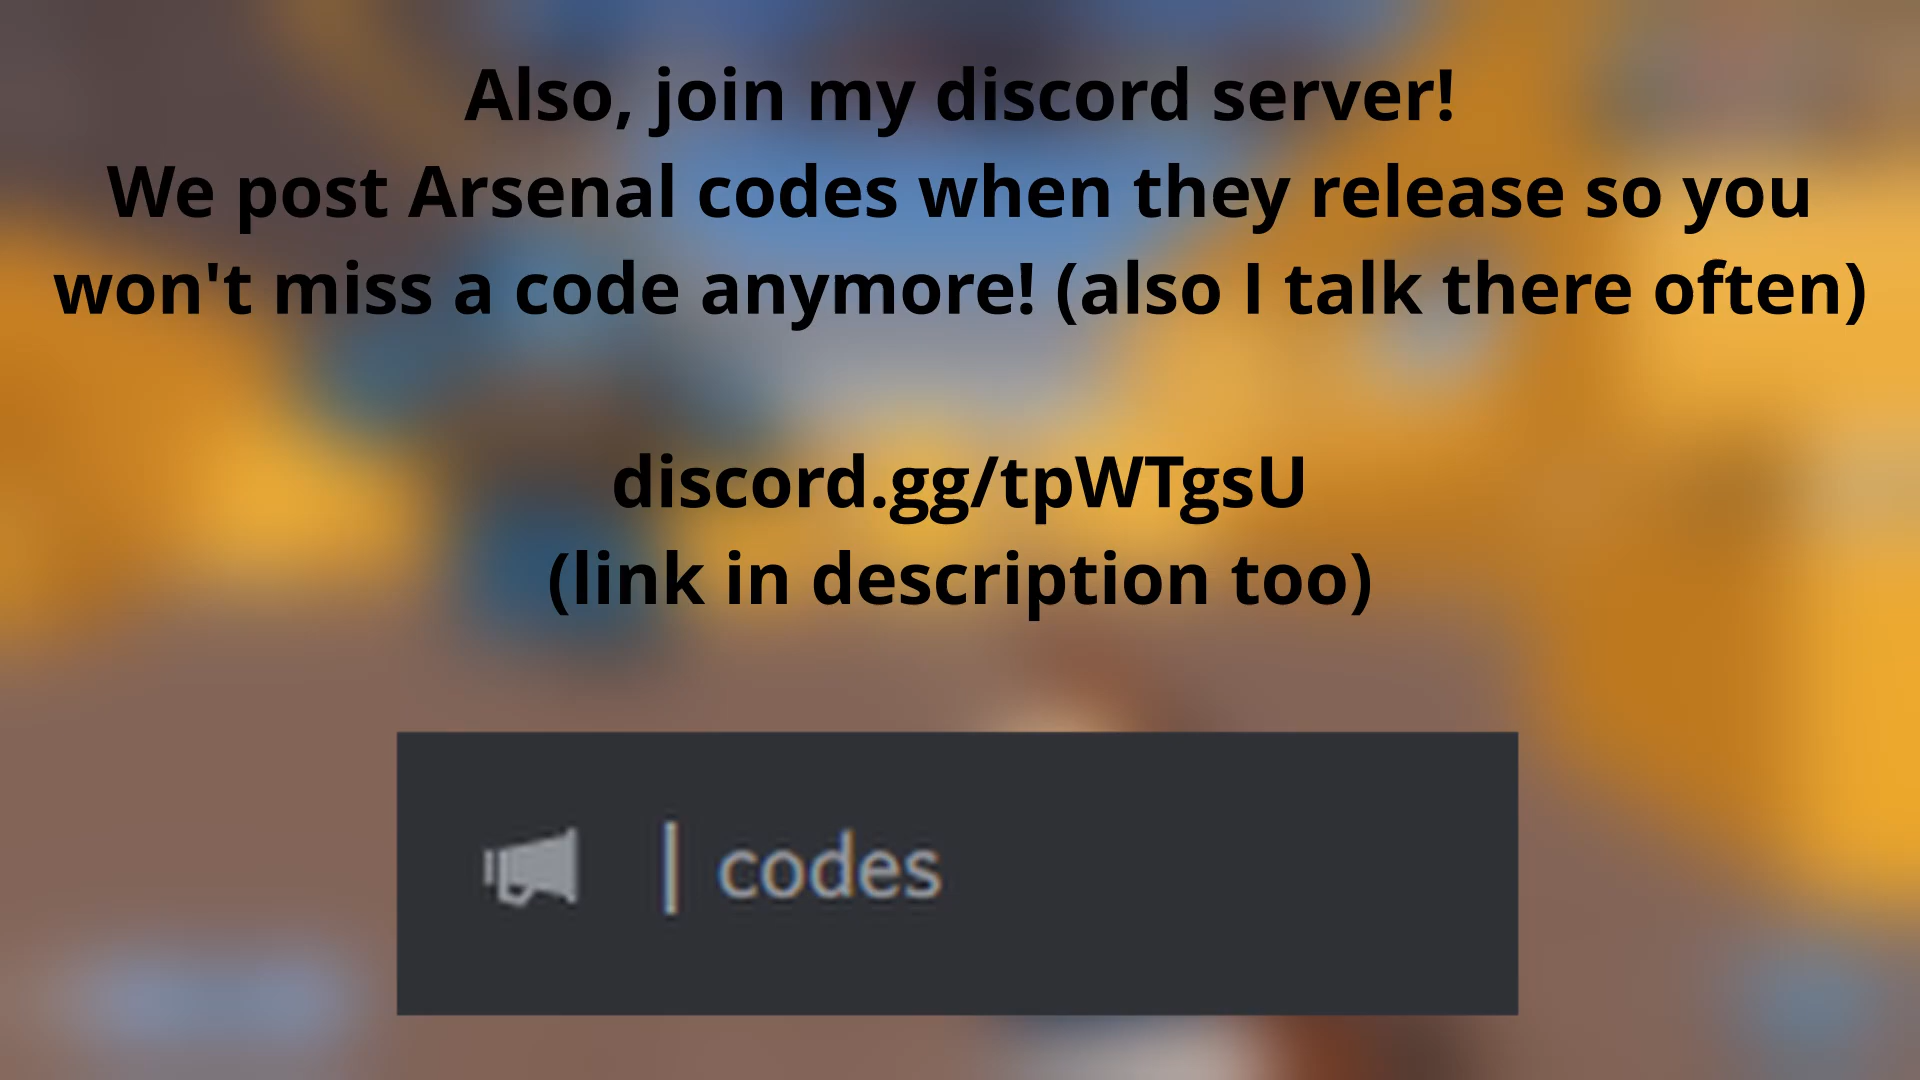 Also, join my discord server!
We post Arsenal codes when they release so you
won't miss a code anymore! (also I talk there often)
discord.gg/tpWTgsU
(link in description too)
| codes